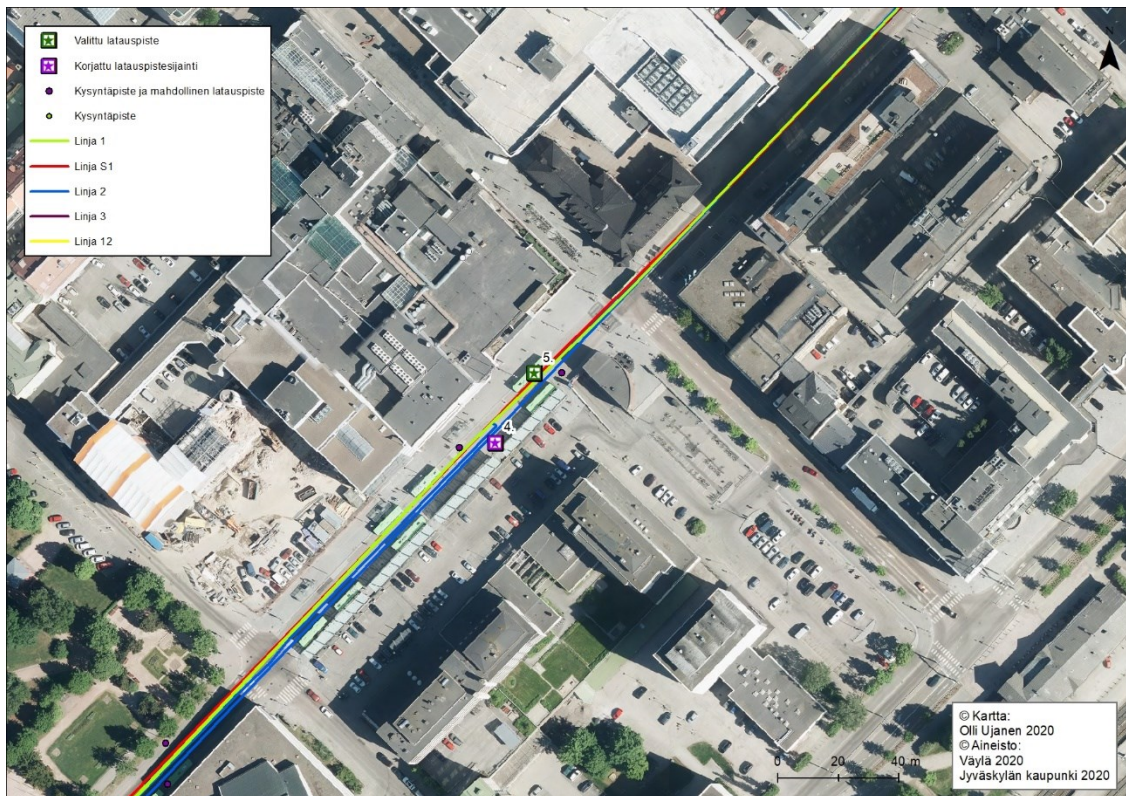 Valittu latauspiste
Korjattu latauspistesijainti
Kysyntäpiste ja mahdollinen latauspiste
Kysyntäpiste
Linja 1
Linja S1
Linja 2
Linja 3
Linja 12
N
5.
4.
© Kartta:
Olli Ujanen 2020
© Aineisto:
Väylä 2020
Jyväskylän kaupunki 2020
0 20 40 m